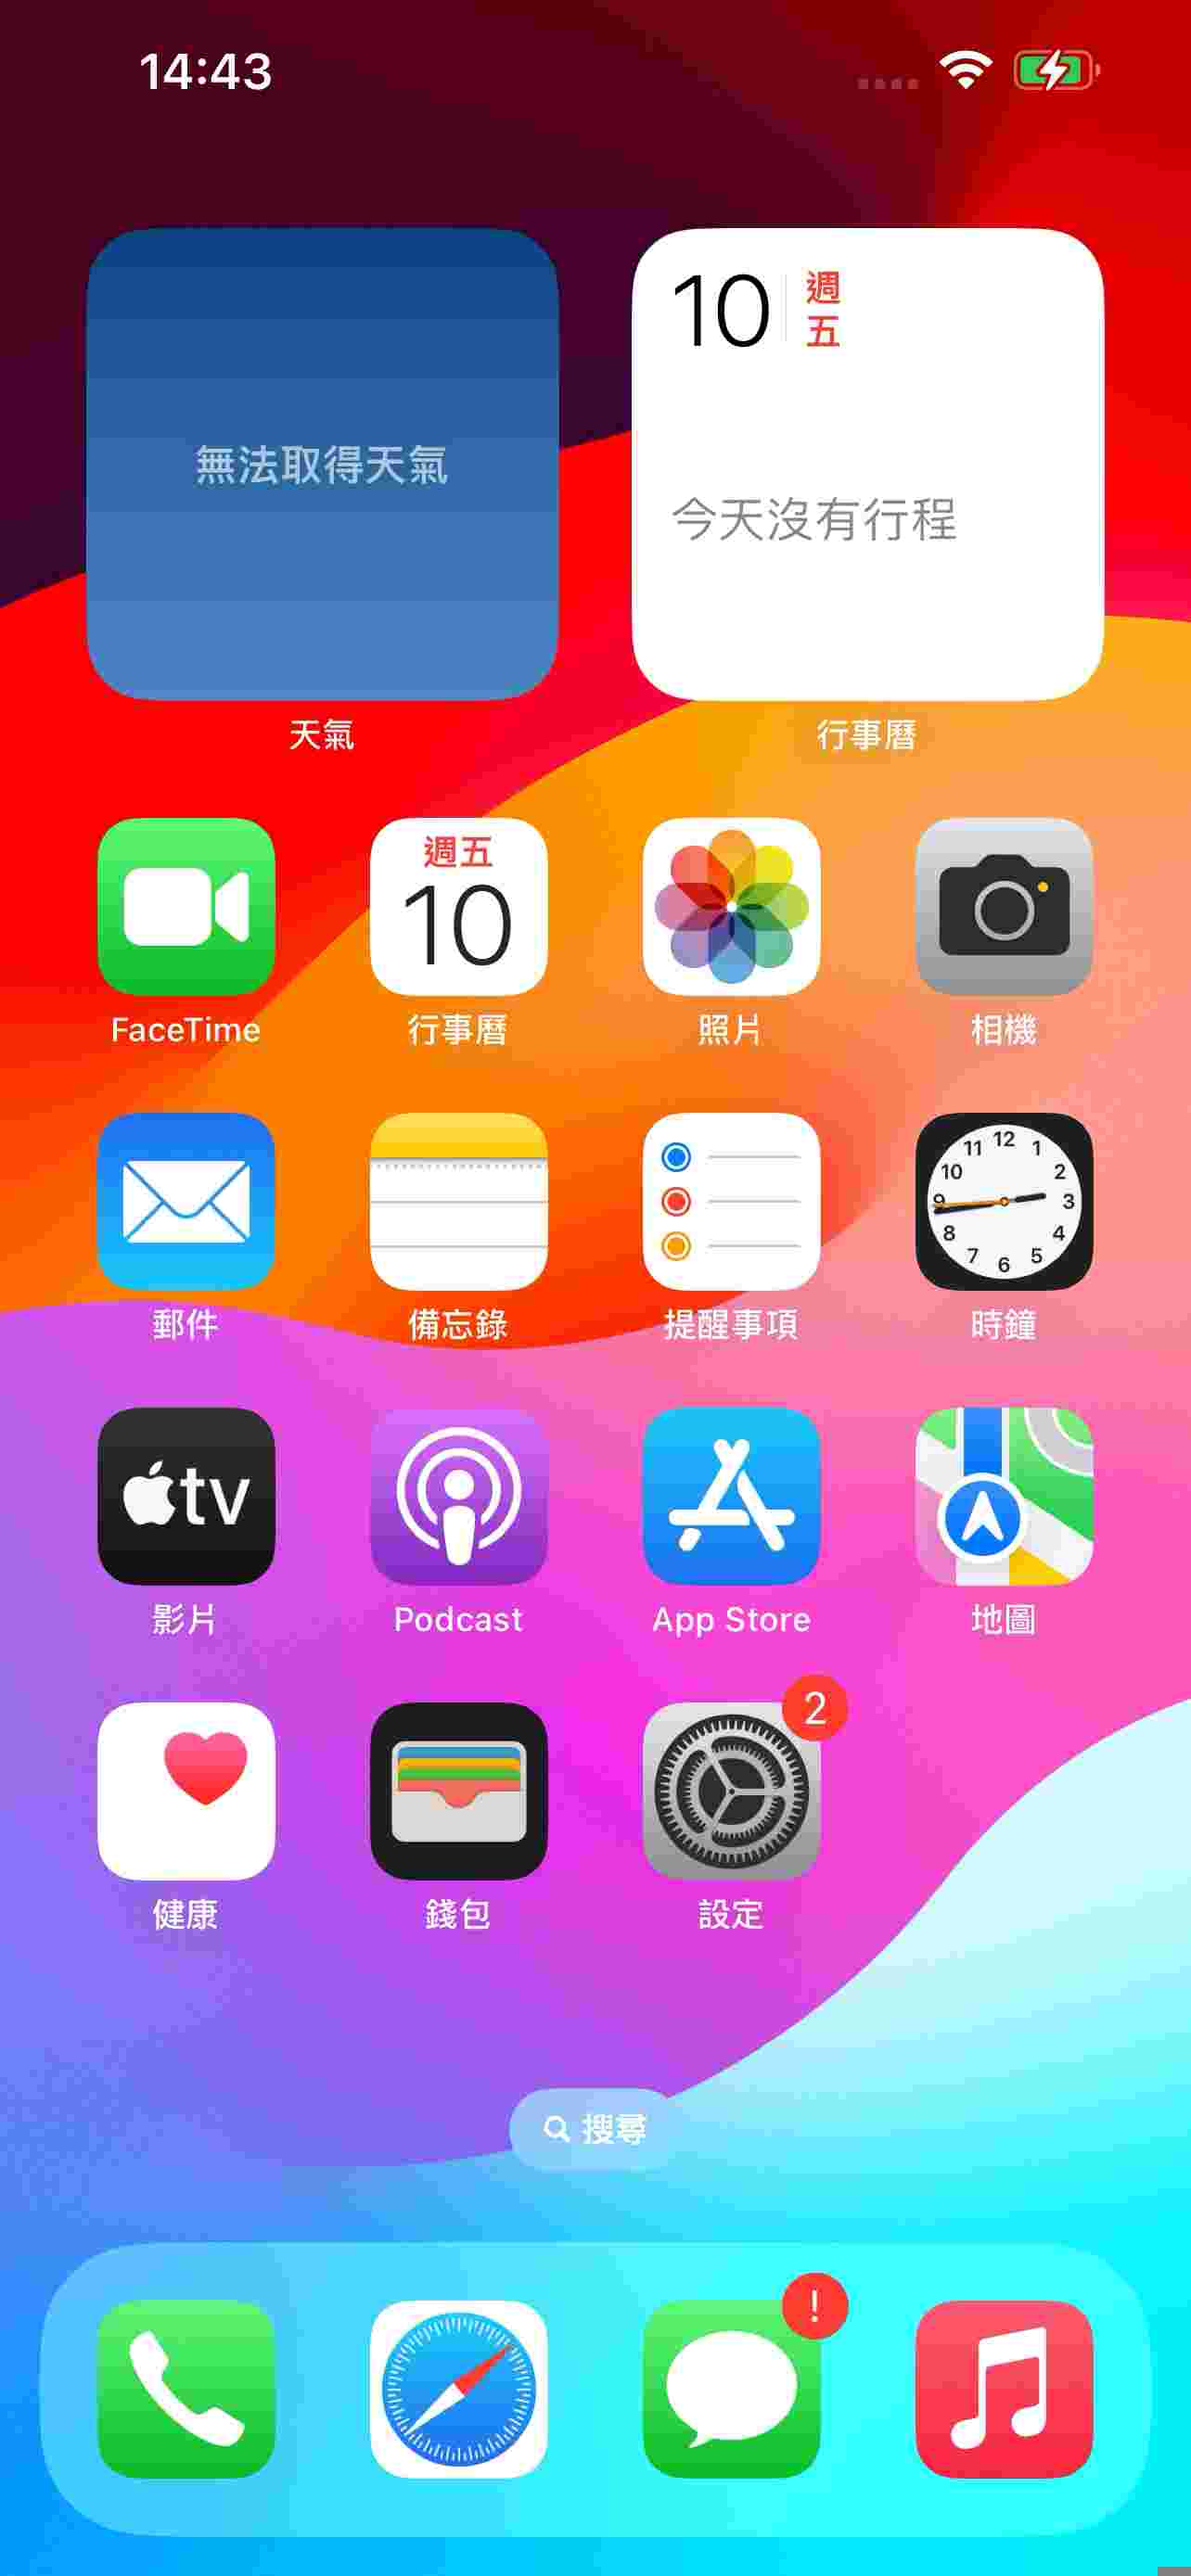 14:43
10
週
五
無法取得天氣
今天沒有行程
天氣
行事曆
週五
10
FaceTime
行事曆
照片
相機
12
11
1
10
2
9
3
8
4
7
5
6
郵件
備忘錄
提醒事項
時鐘
tv
影片
Podcast
App Store
地圖
2
健康
錢包
設定
搜尋
!